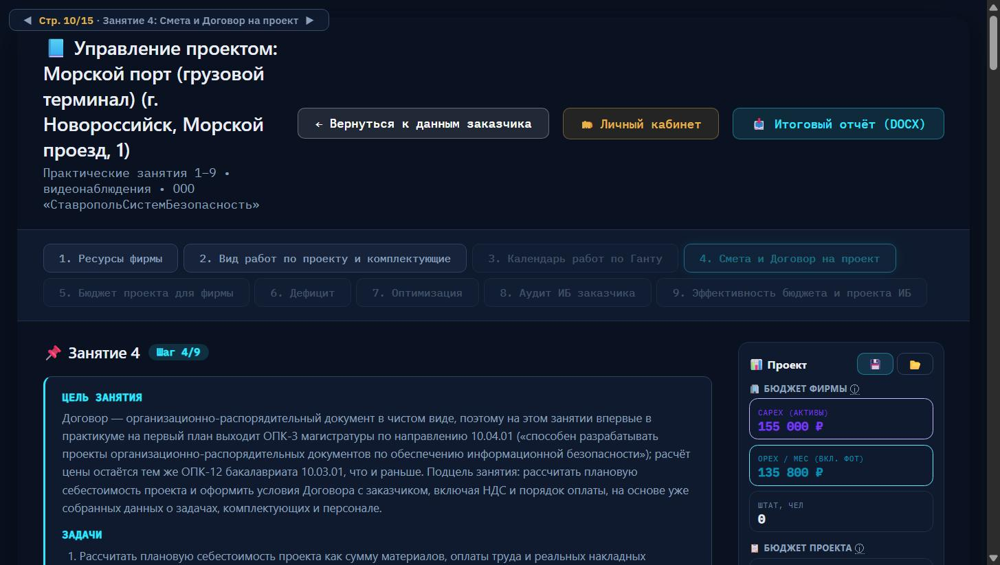 ◀ Стр. 10/15 · Занятие 4: Смета и Договор на проект ▶
📘 Управление проектом:
Морской порт (грузовой
терминал) (г.
Новороссийск, Морской
проезд, 1)
Практические занятия 1–9 •
видеонаблюдения • ООО
«СтавропольСистемБезопасность»
← Вернуться к данным заказчика
Личный кабинет
📥 Итоговый отчёт (DOCX)
1. Ресурсы фирмы
2. Вид работ по проекту и комплектующие
3. Календарь работ по Ганту
4. Смета и Договор на проект
5. Бюджет проекта для фирмы
6. Дефицит
7. Оптимизация
8. Аудит ИБ заказчика
9. Эффективность бюджета и проекта ИБ
📌 Занятие 4
Шаг 4/9
ЦЕЛЬ ЗАНЯТИЯ
Договор — организационно-распорядительный документ в чистом виде, поэтому на этом занятии впервые в
практикуме на первый план выходит ОПК-3 магистратуры по направлению 10.04.01 («способен разрабатывать
проекты организационно-распорядительных документов по обеспечению информационной безопасности»); расчёт
цены остаётся тем же ОПК-12 бакалавриата 10.03.01, что и раньше. Подцель занятия: рассчитать плановую
себестоимость проекта и оформить условия Договора с заказчиком, включая НДС и порядок оплаты, на основе уже
собранных данных о задачах, комплектующих и персонале.
ЗАДАЧИ
1. Рассчитать плановую себестоимость проекта как сумму материалов, оплаты труда и реальных накладных
📊 Проект
🏢 БЮДЖЕТ ФИРМЫ ⓘ
CAPEX (АКТИВЫ)
155 000 ₽
OPEX / МЕС (ВКЛ. ФОТ)
135 800 ₽
ШТАТ, ЧЕЛ
0
📋 БЮДЖЕТ ПРОЕКТА ⓘ